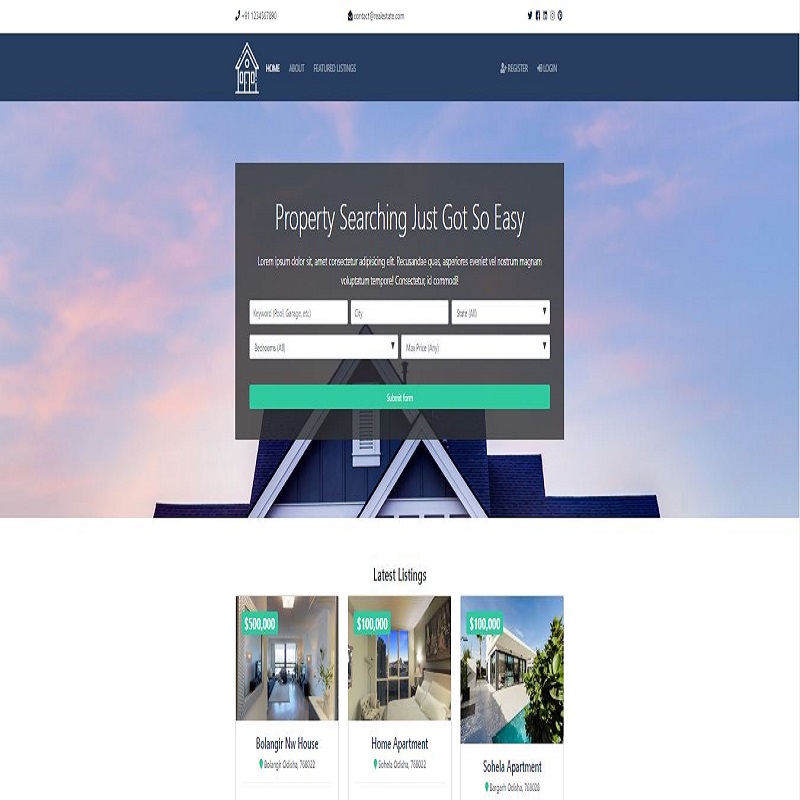 +91 1234567890
contact@realestate.com
HOME ABOUT FEATURED LISTINGS
REGISTER LOGIN
Property Searching Just Got So Easy
Lorem ipsum dolor sit, amet consectetur adipisicing elit. Recusandae quas, asperiores eveniet vel nostrum magnam
voluptatum tempore! Consectetur, id commodi!
Keyword (Pool, Garage, etc) City State (All)
Bedrooms (All) Max Price (Any)
Submit form
Latest Listings
$500,000 $100,000 $100,000
Bolangir Nw House
Bolangir Odisha, 768022
Home Apartment
Sohela Odisha, 768022
Sohela Apartment
Bargarh Odisha, 768028